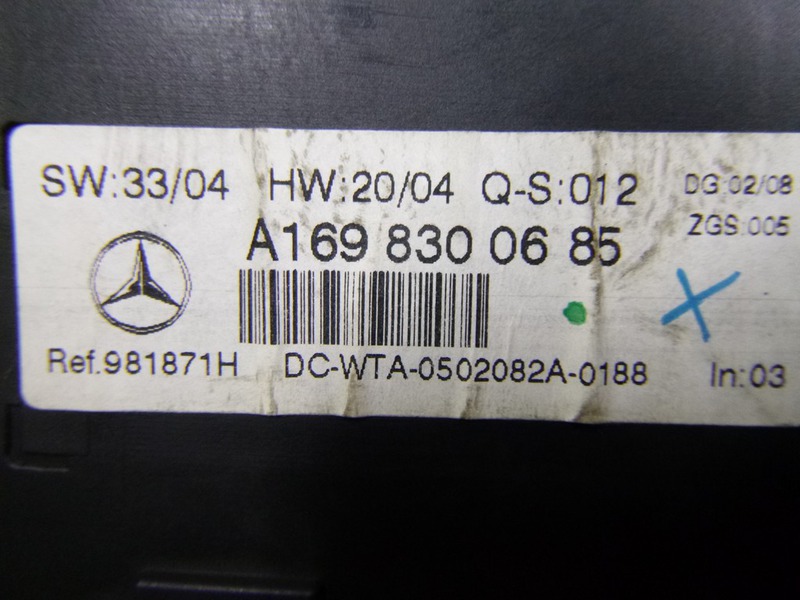 SW:33/04 HW:20/04 Q-S:012 DG:02/08
ZGS:005
A169 830 06 85
Ref.981871H DC-WTA-0502082A-0188 In:03